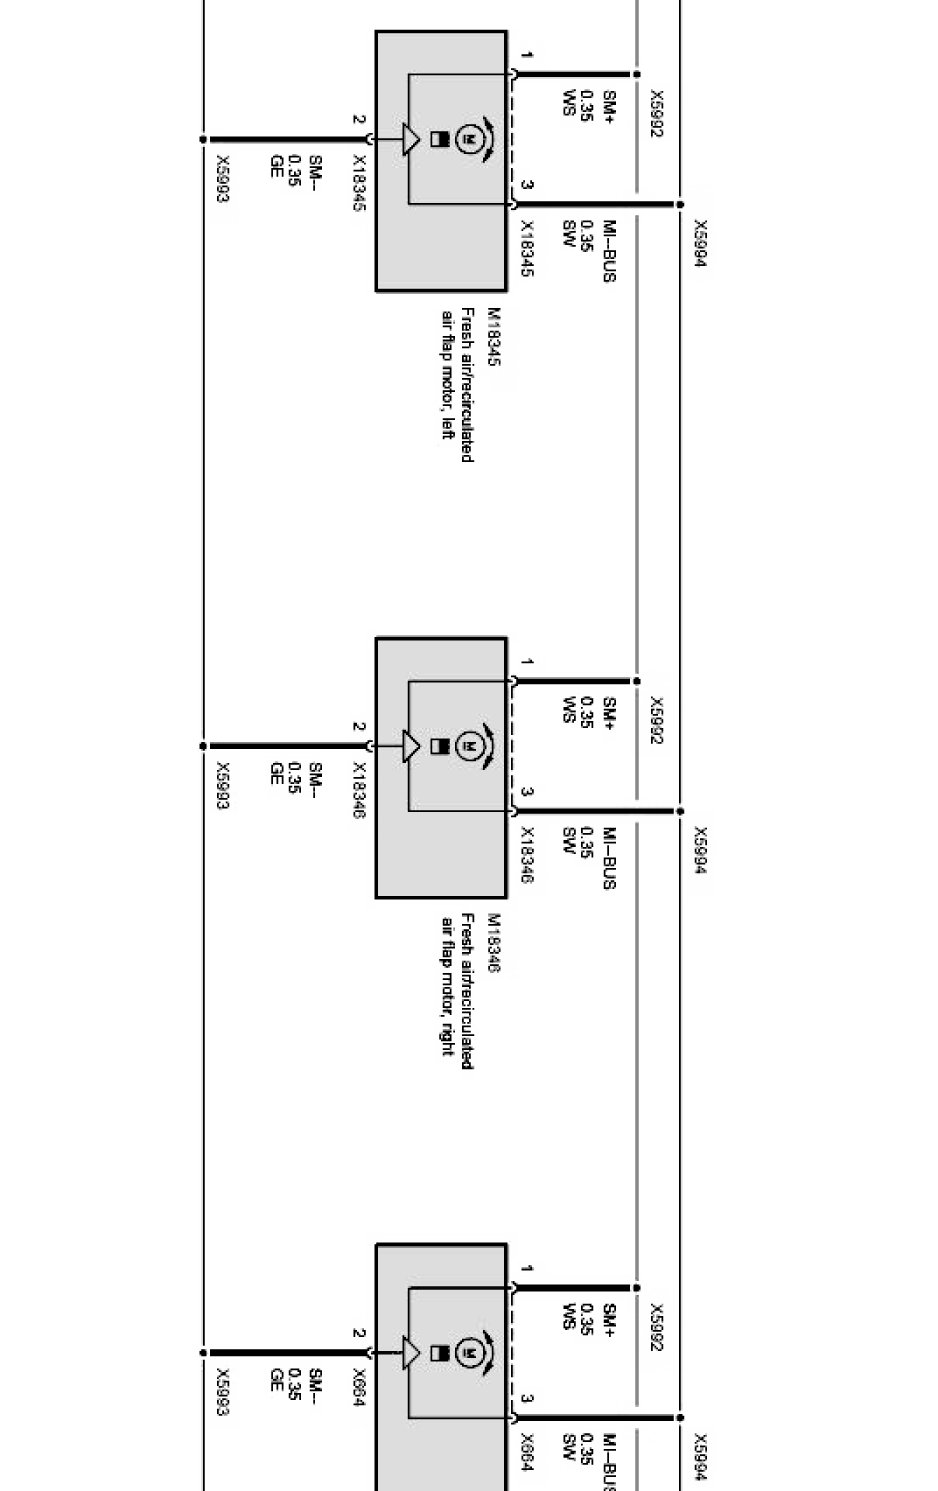 X5992
SM+
0.35
WS
1
2
X5993
SM--
0.35
GE
X18345
3
X5994
MI--BUS
0.35
SW
X18345
M18345
Fresh air/recirculated
air flap motor, left
X5992
SM+
0.35
WS
1
2
X5993
SM--
0.35
GE
X18346
3
X5994
MI--BUS
0.35
SW
X18346
M18346
Fresh air/recirculated
air flap motor, right
X5992
SM+
0.35
WS
1
2
X5993
SM--
0.35
GE
X664
3
X5994
MI--BUS
0.35
SW
X664
M
M
M